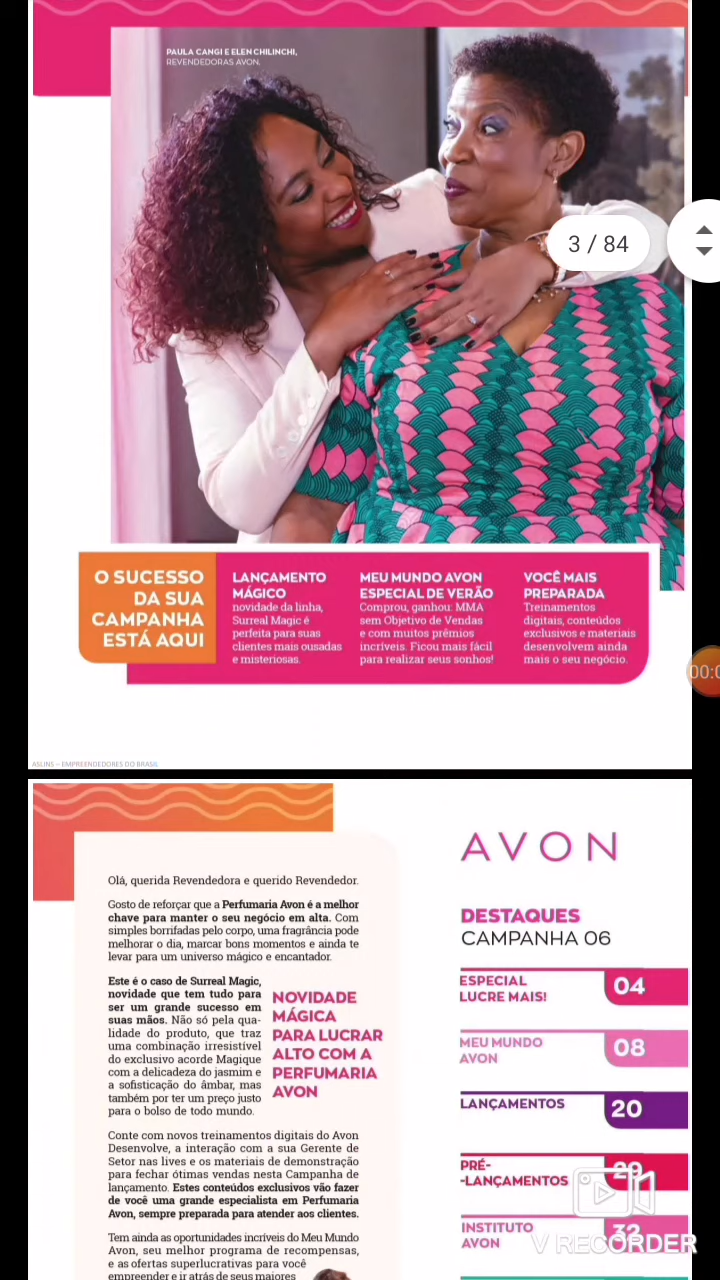 PAULA CANGI E ELEN CHILINCHI,
REVENDEDORAS AVON.
3 / 84
O SUCESSO
DA SUA
CAMPANHA
ESTÁ AQUI
LANÇAMENTO
MÁGICO
novidade da linha,
Surreal Magic é
perfeita para suas
clientes mais ousadas
e misteriosas.
MEU MUNDO AVON
ESPECIAL DE VERÃO
Comprou, ganhou. MMA
sem Objetivo de Vendas
e com muitos prêmios
incríveis. Ficou mais fácil
para realizar seus sonhos!
VOCÊ MAIS
PREPARADA
Treinamentos
digitais, conteúdos
exclusivos e materiais
desenvolvem ainda
mais o seu negócio.
00:0
ASLINS – EMPREENDEDORES DO BRASIL
Olá, querida Revendedora e querido Revendedor.
Gosto de reforçar que a Perfumaria Avon é a melhor
chave para manter o seu negócio em alta. Com
simples borrifadas pelo corpo, uma fragrância pode
melhorar o dia, marcar bons momentos e ainda te
levar para um universo mágico e encantador.
Este é o caso de Surreal Magic,
novidade que tem tudo para
ser um grande sucesso em
suas mãos. Não só pela qua-
lidade do produto, que traz
uma combinação irresistível
do exclusivo acorde Magique
com a delicadeza do jasmim e
a sofisticação do âmbar, mas
também por ter um preço justo
para o bolso de todo mundo.
NOVIDADE
MÁGICA
PARA LUCRAR
ALTO COM A
PERFUMARIA
AVON
Conte com novos treinamentos digitais do Avon
Desenvolve, a interação com a sua Gerente de
Setor nas lives e os materiais de demonstração
para fechar ótimas vendas nesta Campanha de
lançamento. Estes conteúdos exclusivos vão fazer
de você uma grande especialista em Perfumaria
Avon, sempre preparada para atender aos clientes.
Tem ainda as oportunidades incríveis do Meu Mundo
Avon, seu melhor programa de recompensas,
e as ofertas superlucrativas para você
empreender e ir atrás de seus maiores
AVON
DESTAQUES
CAMPANHA 06
ESPECIAL
LUCRE MAIS!
04
MEU MUNDO
AVON
08
LANÇAMENTOS
20
PRÉ-
-LANÇAMENTOS
29
INSTITUTO
AVON
32
V RECORDER